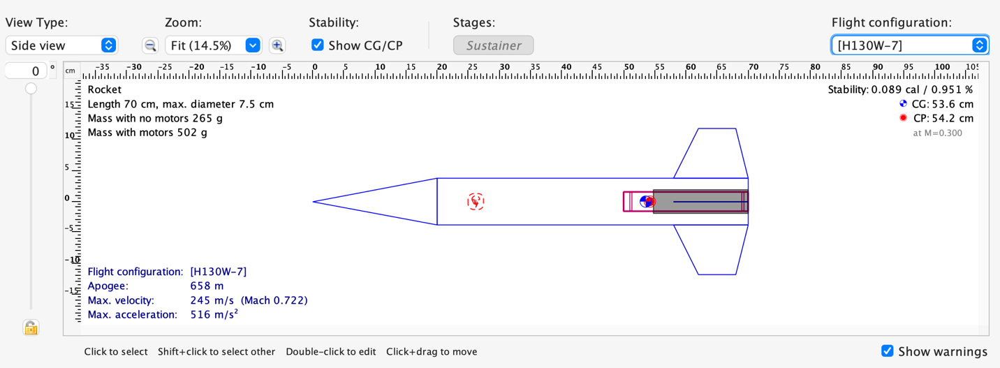 View Type:
Zoom:
Stability:
Stages:
Flight configuration:
Side view
Fit (14.5%)
Show CG/CP
Sustainer
[H130W-7]
0 °
cm
-35 -30 -25 -20 -15 -10 -5 0 5 10 15 20 25 30 35 40 45 50 55 60 65 70 75 80 85 90 95 100 105
15
10
5
0
-5
-10
-15
Rocket
Length 70 cm, max. diameter 7.5 cm
Mass with no motors 265 g
Mass with motors 502 g
Stability: 0.089 cal / 0.951 %
CG: 53.6 cm
CP: 54.2 cm
at M=0.300
Flight configuration: [H130W-7]
Apogee: 658 m
Max. velocity: 245 m/s (Mach 0.722)
Max. acceleration: 516 m/s²
Click to select Shift+click to select other Double-click to edit Click+drag to move
Show warnings